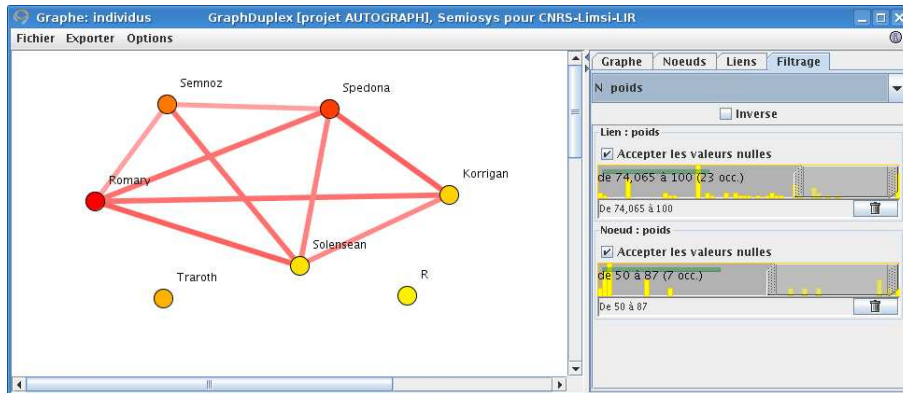 Graphe: individus GraphDuplex [projet AUTOGRAPH], Semiosys pour CNRS-Limsi-LIR
Fichier Exporter Options
Graphe Noeuds Liens Filtrage
N poids
Inverse
Lien : poids
Accepter les valeurs nulles
de 74,065 à 100 (23 occ.)
De 74,065 à 100
Noeud : poids
Accepter les valeurs nulles
de 50 à 87 (7 occ.)
De 50 à 87
Semnoz
Spedona
Korrigan
Romary
Solensean
Traroth
R